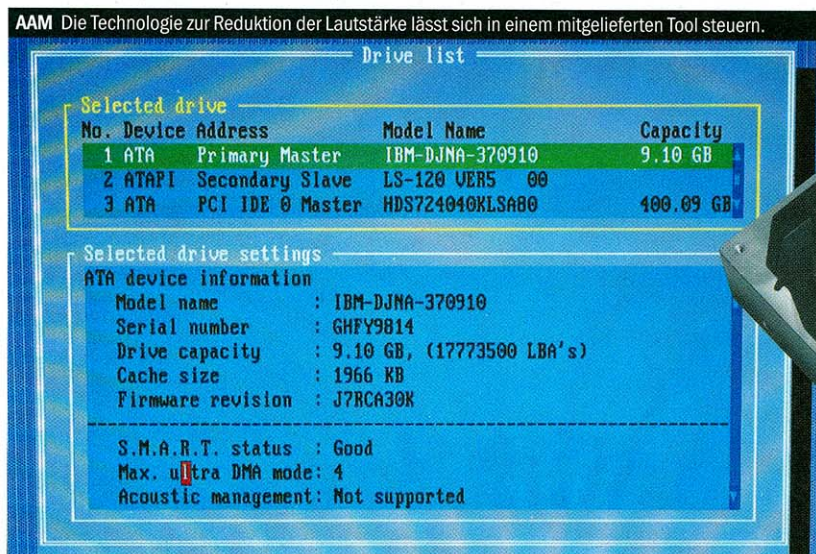 AAM Die Technologie zur Reduktion der Lautstärke lässt sich in einem mitgelieferten Tool steuern.
Drive list
Selected drive
No. Device Address Model Name Capacity
1 ATA Primary Master IBM-DJNA-370910 9.10 GB
2 ATAPI Secondary Slave LS-120 VER5 00
3 ATA PCI IDE 0 Master HDS724040KLSA80 400.09 GB
Selected drive settings
ATA device information
Model name : IBM-DJNA-370910
Serial number : GHFY9814
Drive capacity : 9.10 GB, (17773500 LBA's)
Cache size : 1966 KB
Firmware revision : J7RCA30K
S.M.A.R.T. status : Good
Max. ultra DMA mode: 4
Acoustic management: Not supported